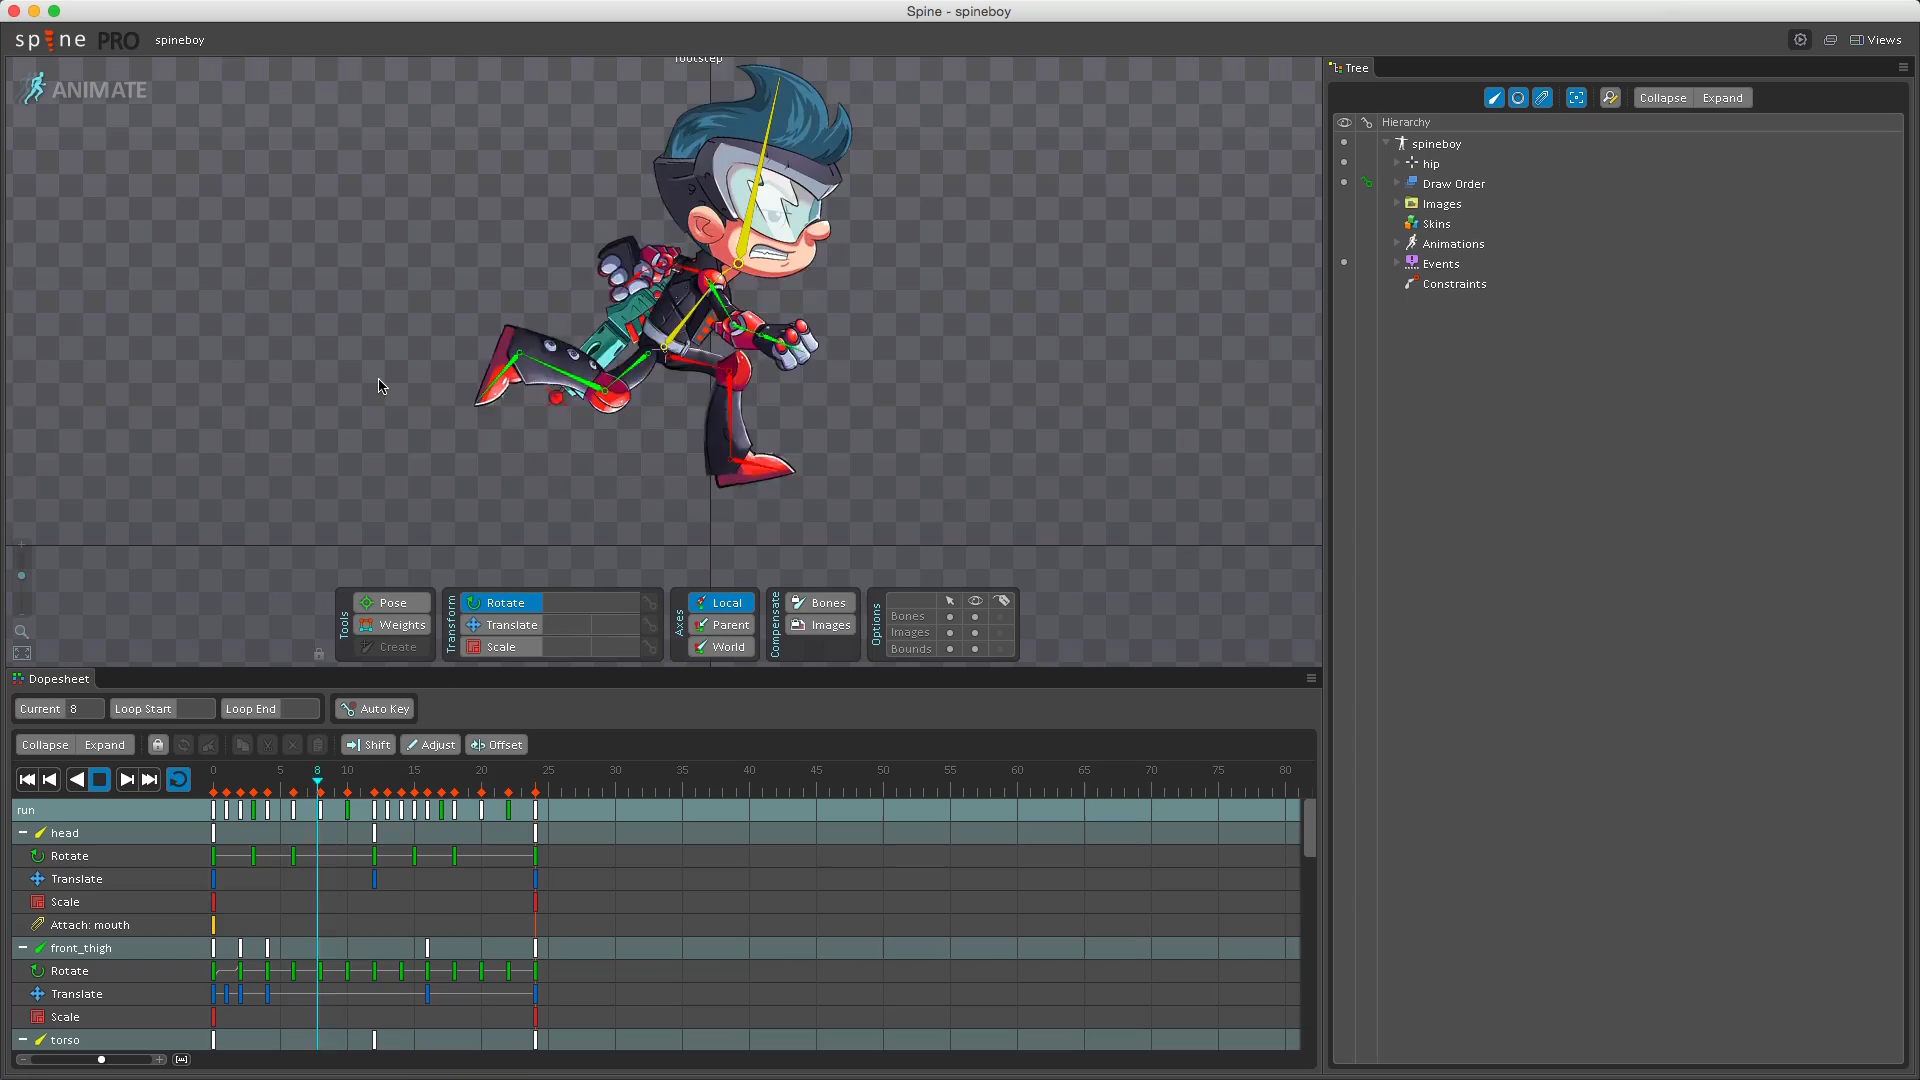 Spine - spineboy
spine PRO spineboy Views
footstep
ANIMATE
Tree
Collapse Expand
Hierarchy
spineboy
hip
Draw Order
Images
Skins
Animations
Events
Constraints
Tools Pose Weights Create
Transform Rotate Translate Scale
Axes Local Parent World
Compensate Bones Images
Options Bones Images Bounds
Dopesheet
Current 8 Loop Start Loop End Auto Key
Collapse Expand Shift Adjust Offset
0 5 8 10 15 20 25 30 35 40 45 50 55 60 65 70 75 80
run
head
Rotate
Translate
Scale
Attach: mouth
front_thigh
Rotate
Translate
Scale
torso